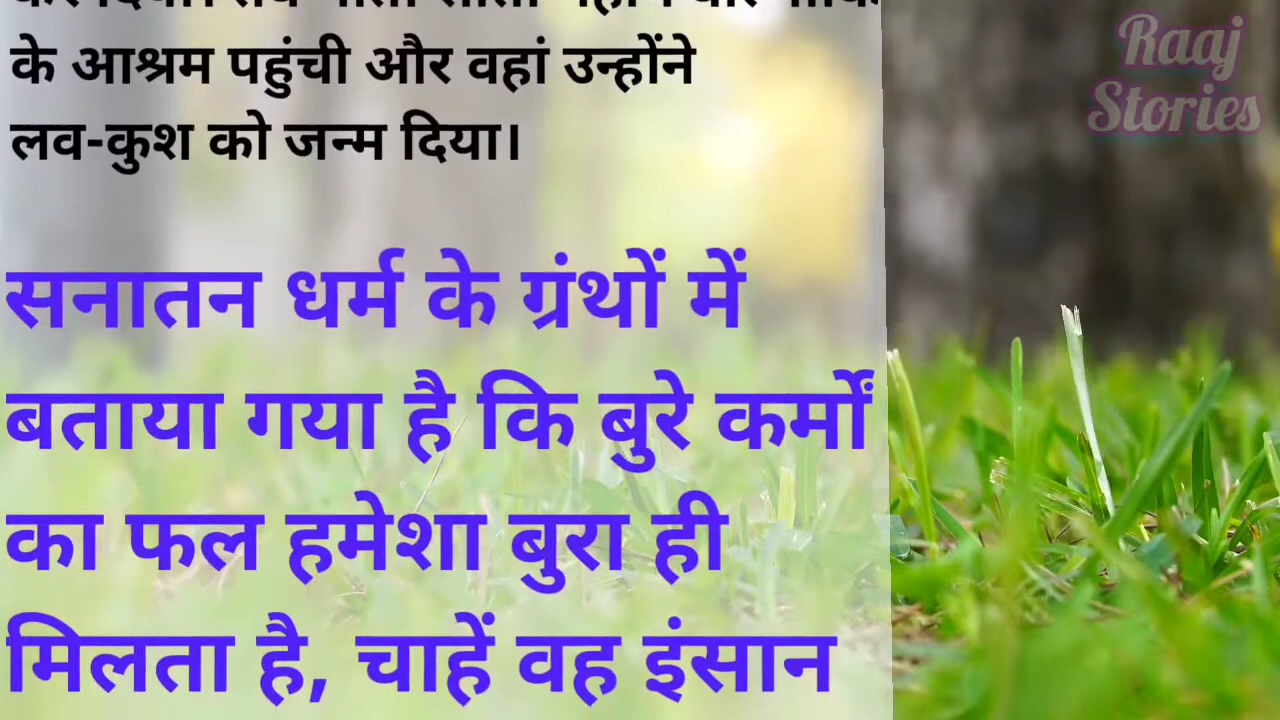 के आश्रम पहुंची और वहां उन्होंने
लव-कुश को जन्म दिया।
सनातन धर्म के ग्रंथों में
बताया गया है कि बुरे कर्मों
का फल हमेशा बुरा ही
मिलता है, चाहें वह इंसान
Raaj
Stories